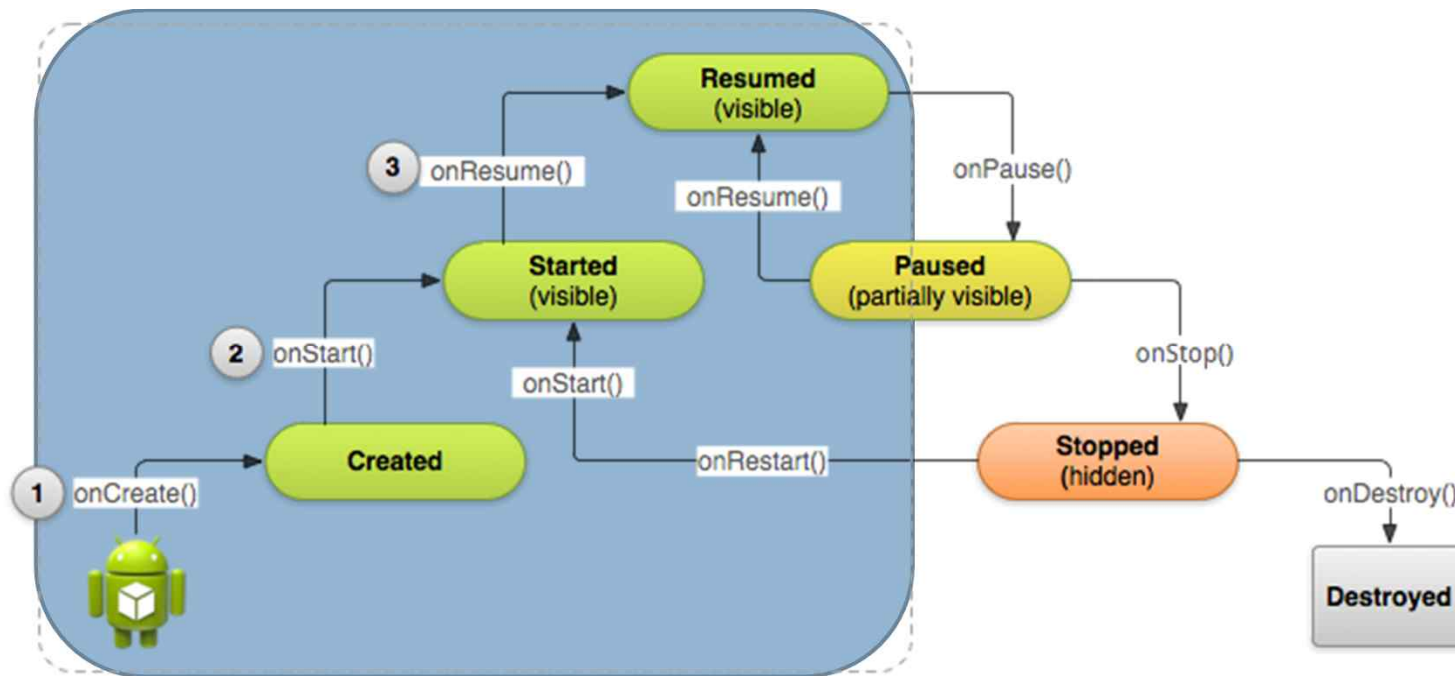 Resumed
(visible)
3
onResume()
onResume()
onPause()
Started
(visible)
Paused
(partially visible)
2
onStart()
onStart()
onStop()
Created
onRestart()
Stopped
(hidden)
1
onCreate()
onDestroy()
Destroyed